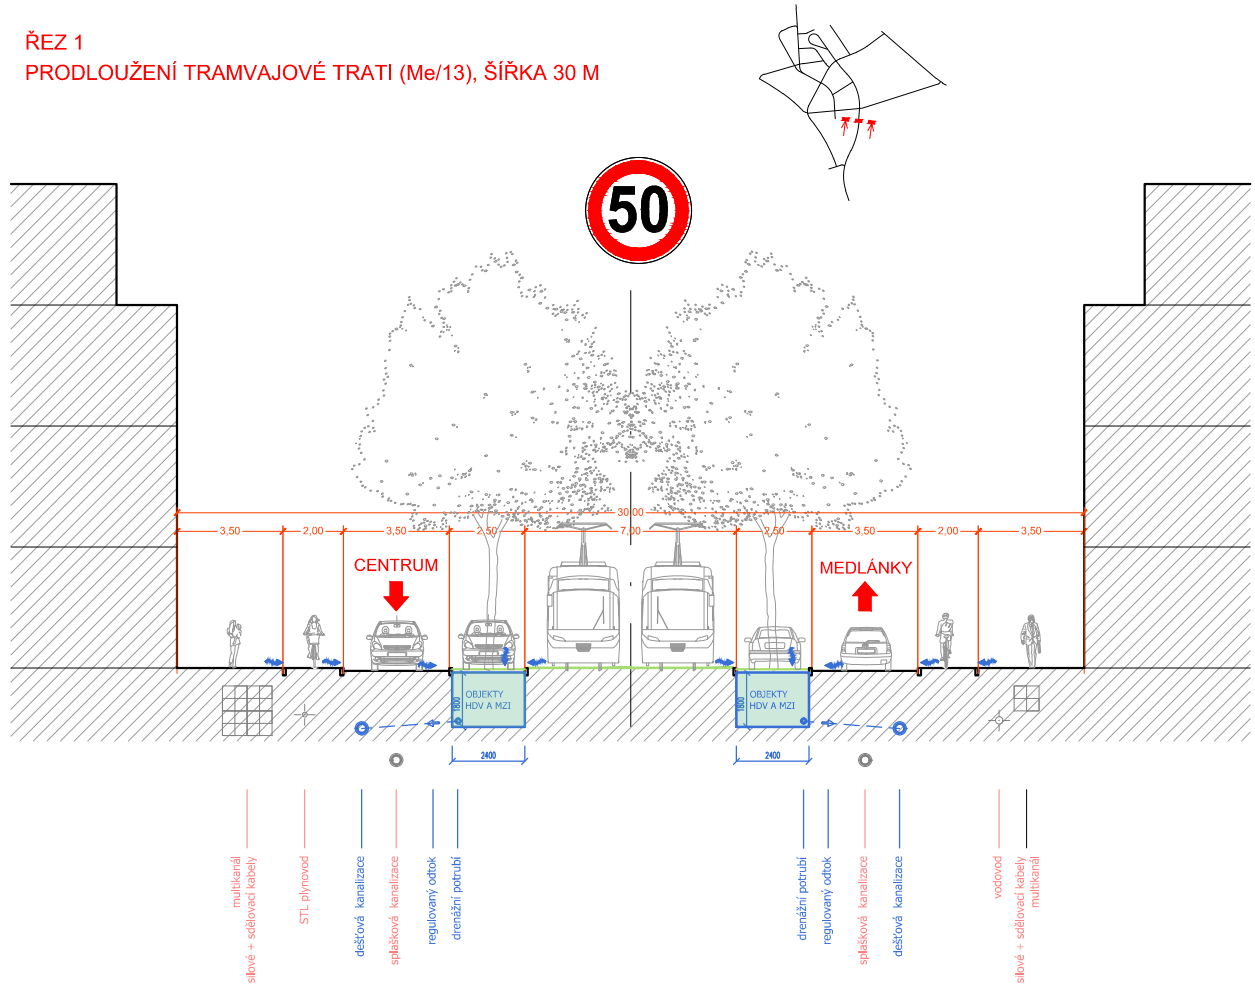 ŘEZ 1
PRODLOUŽENÍ TRAMVAJOVÉ TRATI (Me/13), ŠÍŘKA 30 M
50
30,00
3,50 2,00 3,50 2,50 7,00 2,50 3,50 2,00 3,50
CENTRUM
MEDLÁNKY
OBJEKTY
HDV A MZI
1800
OBJEKTY
HDV A MZI
1800
2400
2400
multikanál
silové + sdělovací kabely
STL plynovod
dešťová kanalizace
splašková kanalizace
regulovaný odtok
drenážní potrubí
drenážní potrubí
regulovaný odtok
splašková kanalizace
dešťová kanalizace
vodovod
silové + sdělovací kabely
multikanál